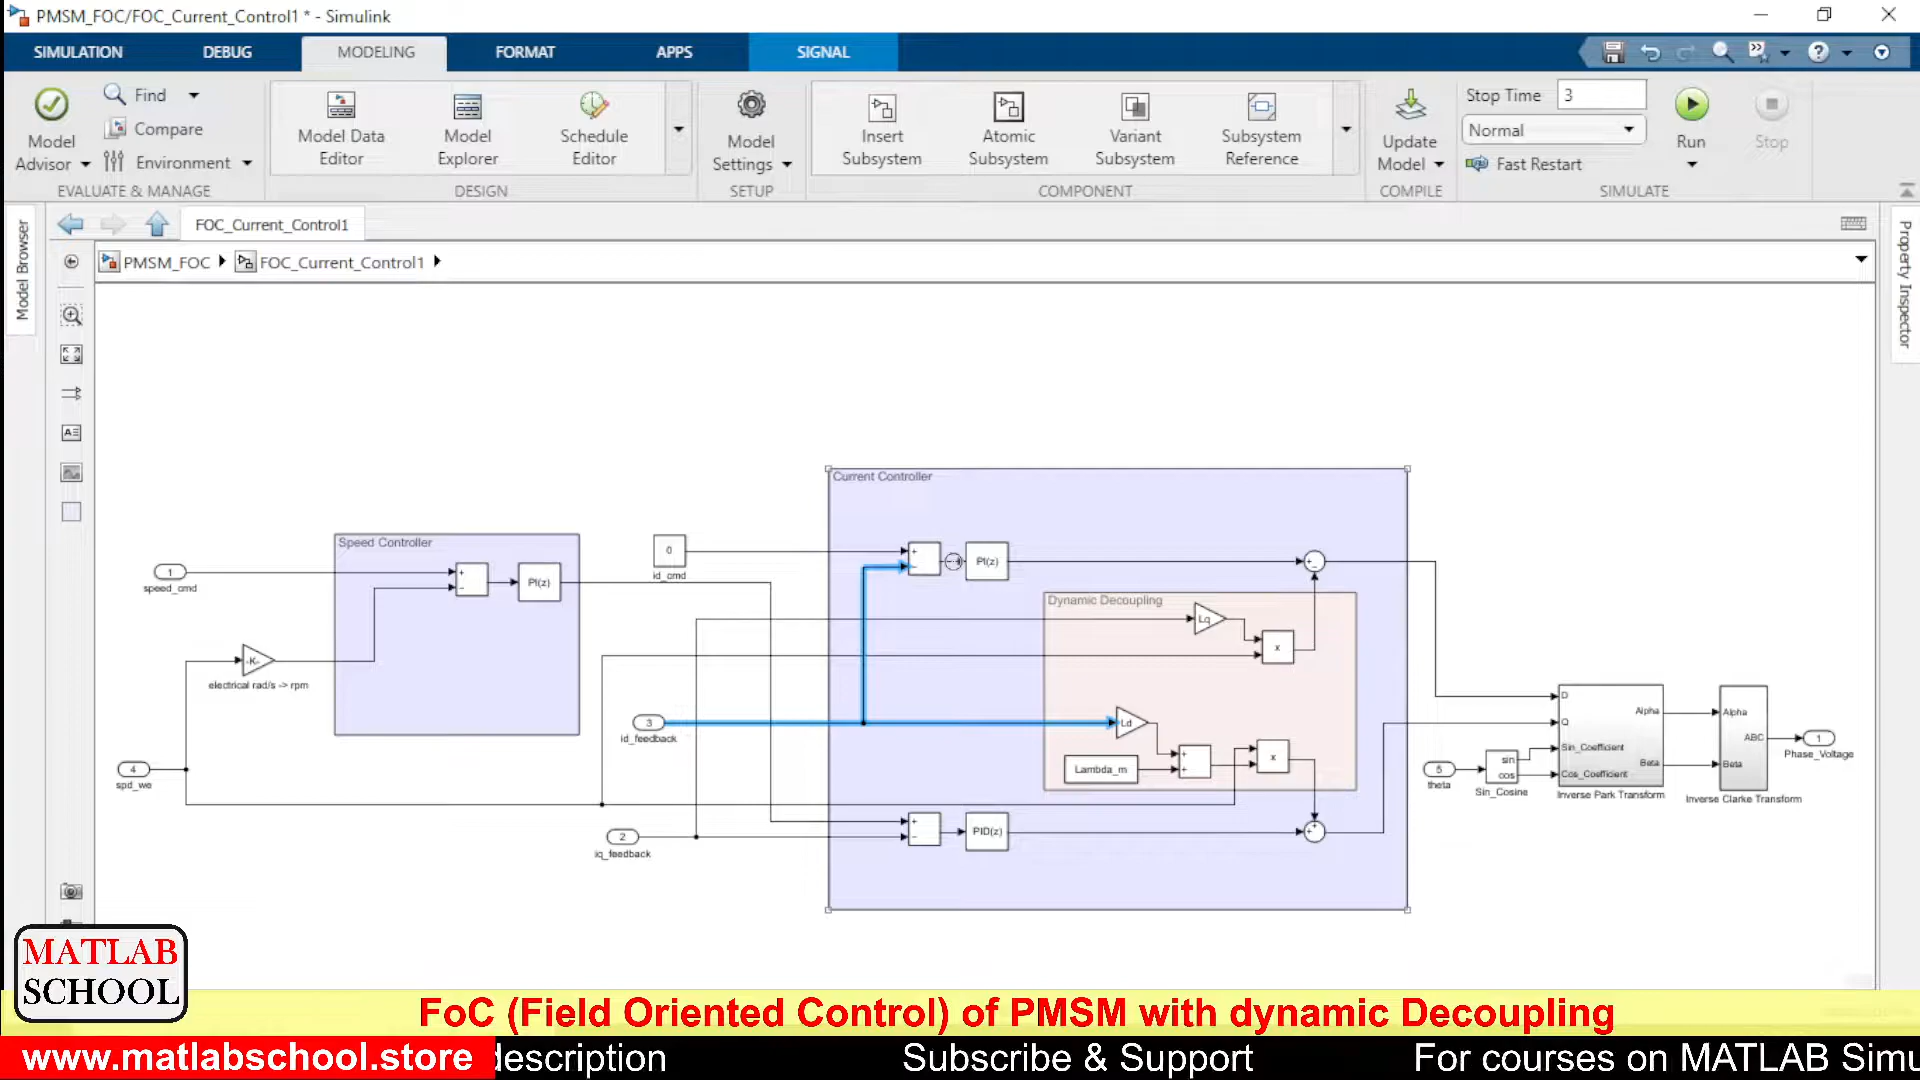 PMSM_FOC/FOC_Current_Control1 * - Simulink
SIMULATION DEBUG MODELING FORMAT APPS SIGNAL
Model Advisor
Find
Compare
Environment
EVALUATE & MANAGE
Model Data Editor
Model Explorer
Schedule Editor
DESIGN
Model Settings
SETUP
Insert Subsystem
Atomic Subsystem
Variant Subsystem
Subsystem Reference
COMPONENT
Update Model
COMPILE
Stop Time 3
Normal
Fast Restart
Run
Stop
SIMULATE
Model Browser
FOC_Current_Control1
Property Inspector
PMSM_FOC FOC_Current_Control1
Current Controller
Speed Controller
1
speed_cmd
PI(z)
0
id_cmd
PI(z)
Dynamic Decoupling
Lq
x
-K-
electrical rad/s -> rpm
3
id_feedback
Ld
Lambda_m
x
4
spd_we
2
iq_feedback
PID(z)
5
theta
sin
cos
Sin_Cosine
D
Q
Sin_Coefficient
Cos_Coefficient
Alpha
Beta
Inverse Park Transform
Alpha
Beta
ABC
Inverse Clarke Transform
1
Phase_Voltage
MATLAB
SCHOOL
FoC (Field Oriented Control) of PMSM with dynamic Decoupling
www.matlabschool.store description Subscribe & Support For courses on MATLAB Simu